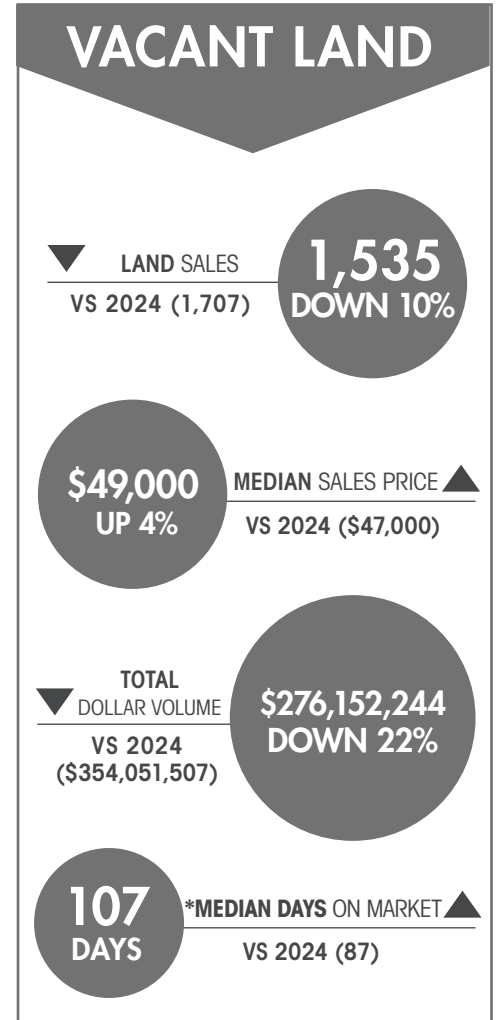 VACANT LAND
LAND SALES
VS 2024 (1,707)
1,535
DOWN 10%
$49,000
UP 4%
MEDIAN SALES PRICE
VS 2024 ($47,000)
TOTAL
DOLLAR VOLUME
VS 2024
($354,051,507)
$276,152,244
DOWN 22%
107
DAYS
*MEDIAN DAYS ON MARKET
VS 2024 (87)